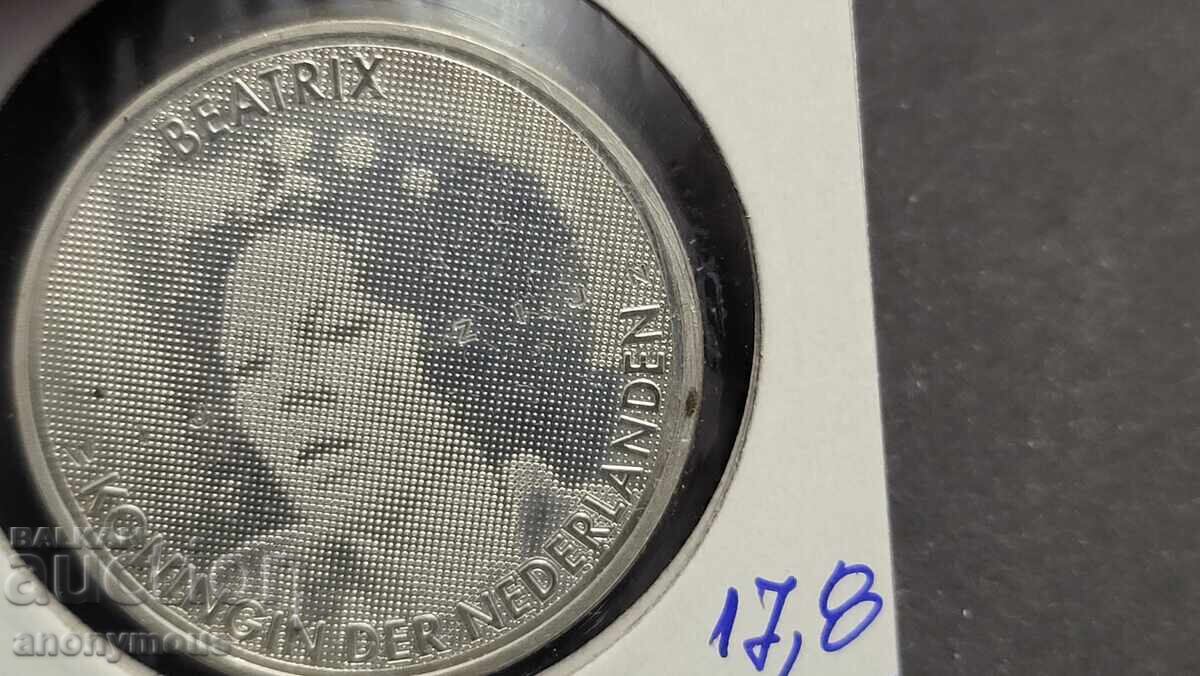 BEATRIX
KONINGIN DER NEDERLANDEN
17,8
BALKAN
auction
anonymous